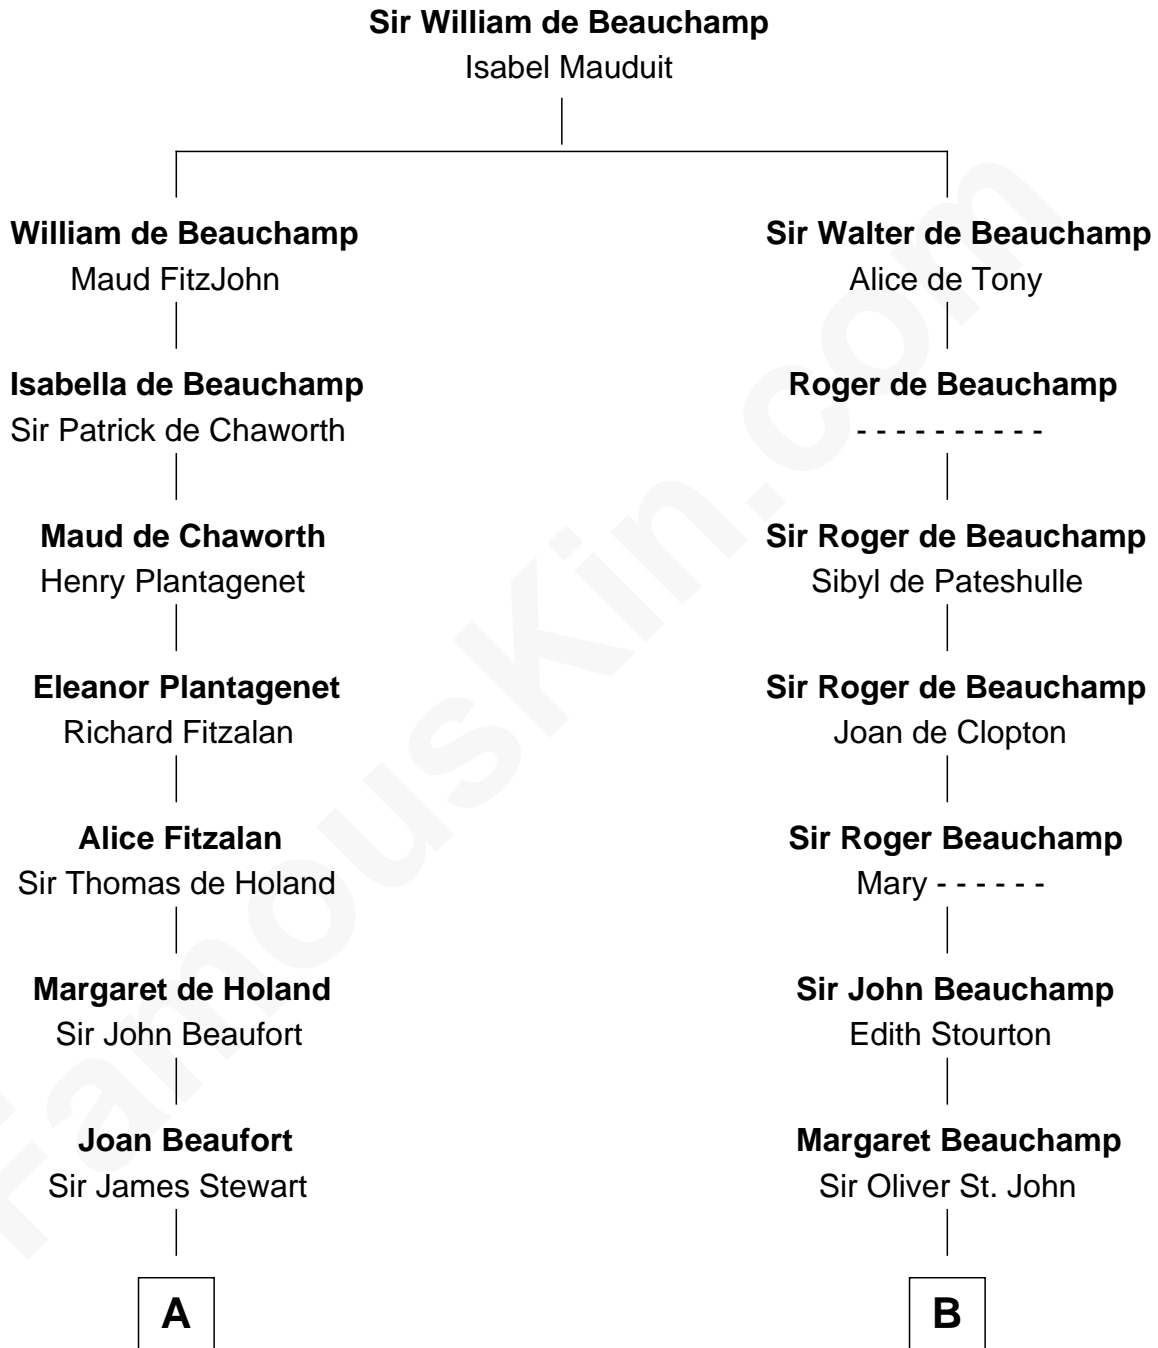 Sir William de Beauchamp
Isabel Mauduit
William de Beauchamp
Maud FitzJohn
Sir Walter de Beauchamp
Alice de Tony
Isabella de Beauchamp
Sir Patrick de Chaworth
Roger de Beauchamp
- - - - - - - - - -
Maud de Chaworth
Henry Plantagenet
Sir Roger de Beauchamp
Sibyl de Pateshulle
Eleanor Plantagenet
Richard Fitzalan
Sir Roger de Beauchamp
Joan de Clopton
Alice Fitzalan
Sir Thomas de Holand
Sir Roger Beauchamp
Mary - - - - - -
Margaret de Holand
Sir John Beaufort
Sir John Beauchamp
Edith Stourton
Joan Beaufort
Sir James Stewart
Margaret Beauchamp
Sir Oliver St. John
A
B
FamousKin.com